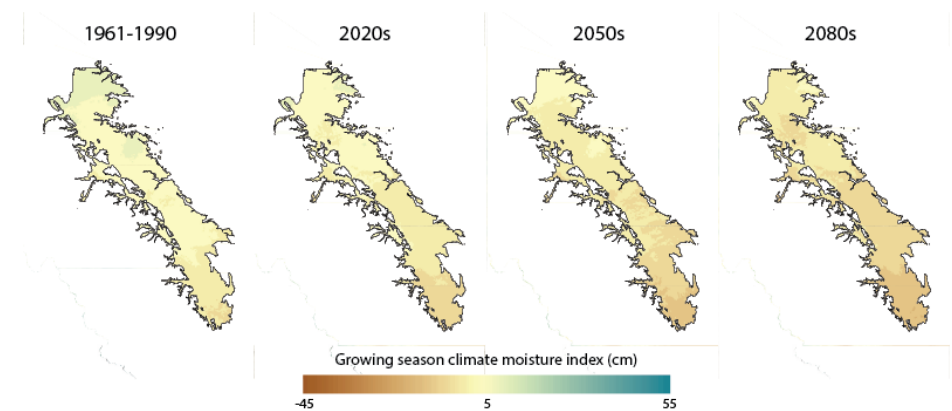 1961-1990
2020s
2050s
2080s
Growing season climate moisture index (cm)
-45
5
55